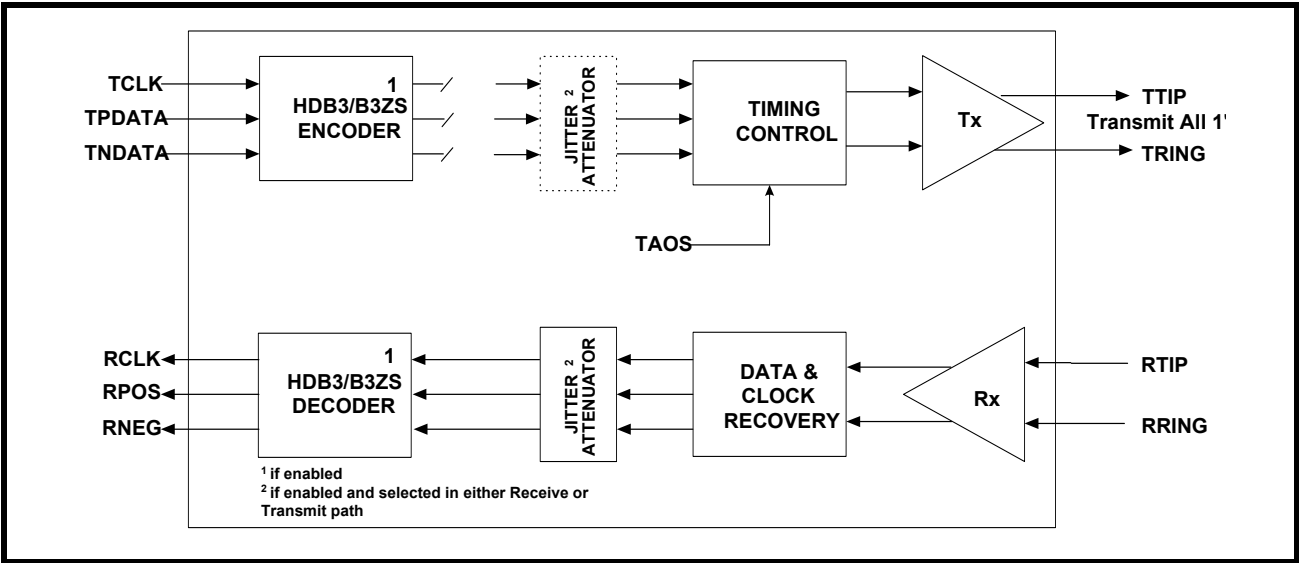 TCLK
TPDATA
TNDATA
1
HDB3/B3ZS
ENCODER
JITTER 2
ATTENUATOR
TIMING
CONTROL
Tx
TTIP
Transmit All 1'
TRING
TAOS
RCLK
RPOS
RNEG
1
HDB3/B3ZS
DECODER
JITTER 2
ATTENUATOR
DATA &
CLOCK
RECOVERY
Rx
RTIP
RRING
1 if enabled
2 if enabled and selected in either Receive or
Transmit path